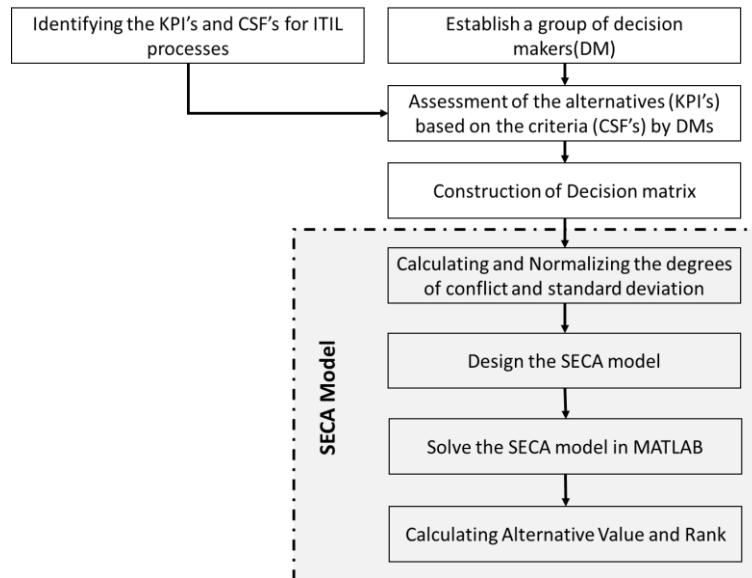 Identifying the KPI's and CSF's for ITIL
processes
Establish a group of decision
makers(DM)
Assessment of the alternatives (KPI's)
based on the criteria (CSF's) by DMs
Construction of Decision matrix
Calculating and Normalizing the degrees
of conflict and standard deviation
Design the SECA model
Solve the SECA model in MATLAB
Calculating Alternative Value and Rank
SECA Model